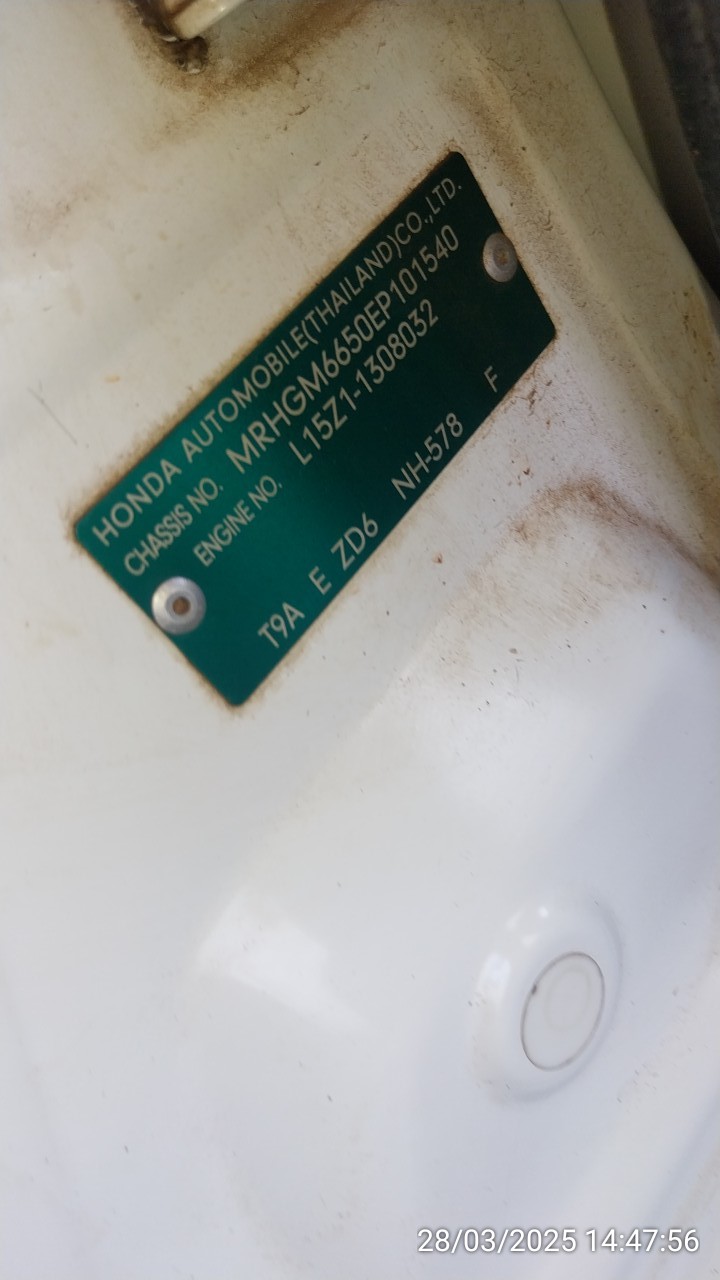 HONDA AUTOMOBILE(THAILAND)CO.,LTD.
CHASSIS NO. MRHGM6650EP101540
ENGINE NO. L15Z1-1308032
T9A E ZD6 NH-578 F
28/03/2025 14:47:56